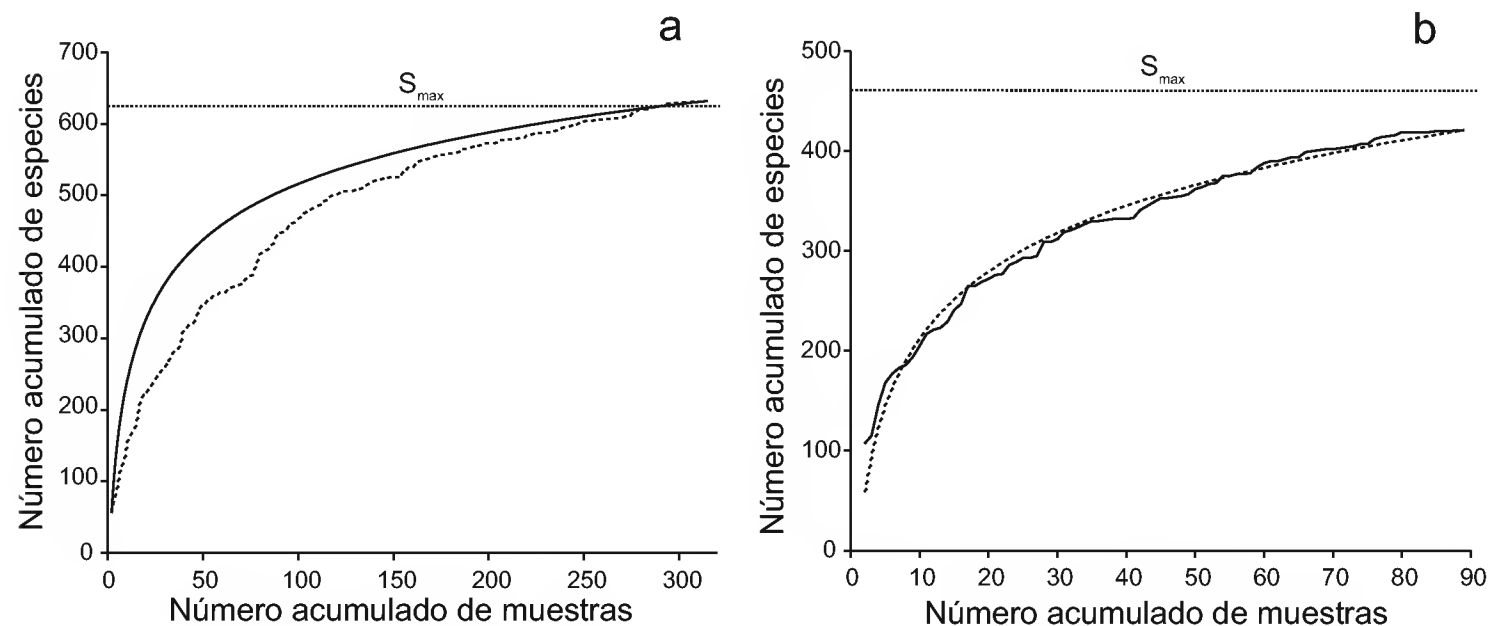 a
Número acumulado de especies
700
600
500
400
300
200
100
0
S_max
0 50 100 150 200 250 300
Número acumulado de muestras
b
Número acumulado de especies
500
400
300
200
100
0
S_max
0 10 20 30 40 50 60 70 80 90
Número acumulado de muestras